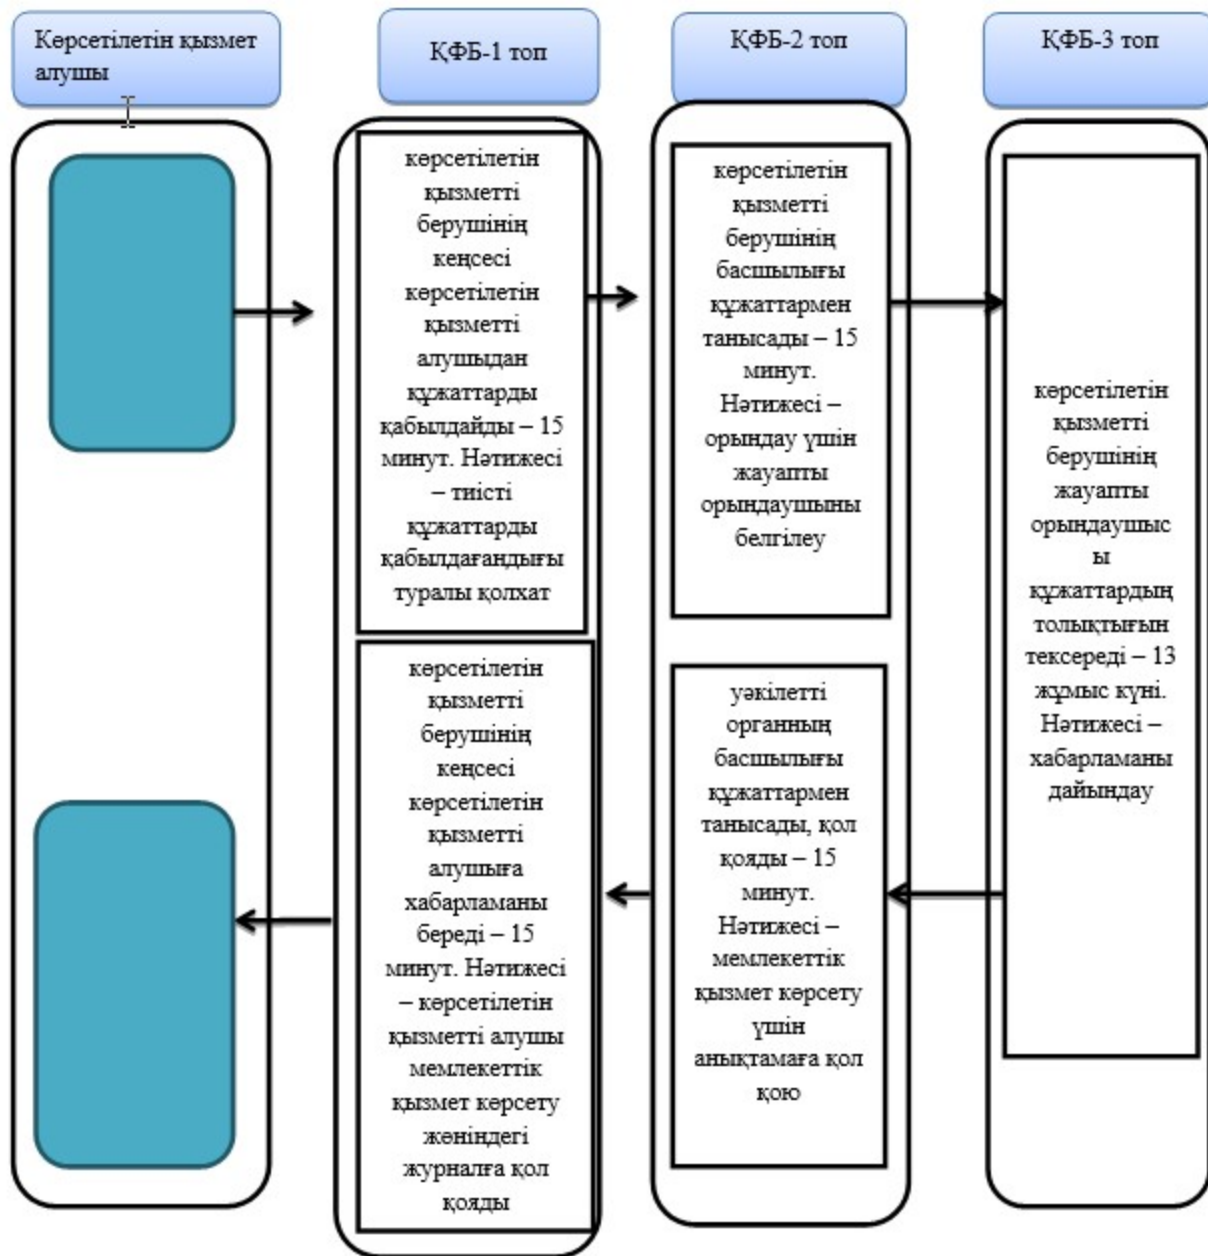 Көрсетілетін қызмет
алушы
ҚФБ-1 топ
ҚФБ-2 топ
ҚФБ-3 топ
көрсетілетін
қызметті
берушінің
кеңсесі
көрсетілетін
қызметті
алушыдан
құжаттарды
қабылдайды – 15
минут. Нәтижесі
– тиісті
құжаттарды
қабылдағандығы
туралы қолхат
көрсетілетін
қызметті
берушінің
басшылығы
құжаттармен
танысады – 15
минут.
Нәтижесі –
орындау үшін
жауапты
орындаушыны
белгілеу
көрсетілетін
қызметті
берушінің
жауапты
орындаушыс
ы
құжаттардың
толықтығын
тексереді – 13
жұмыс күні.
Нәтижесі –
хабарламаны
дайындау
уәкілетті
органның
басшылығы
құжаттармен
танысады, қол
қояды – 15
минут.
Нәтижесі –
мемлекеттік
қызмет көрсету
үшін
анықтамаға қол
қою
көрсетілетін
қызметті
берушінің
кеңсесі
көрсетілетін
қызметті
алушыға
хабарламаны
береді – 15
минут. Нәтижесі
– көрсетілетін
қызметті алушы
мемлекеттік
қызмет көрсету
жөніндегі
журналға қол
қояды